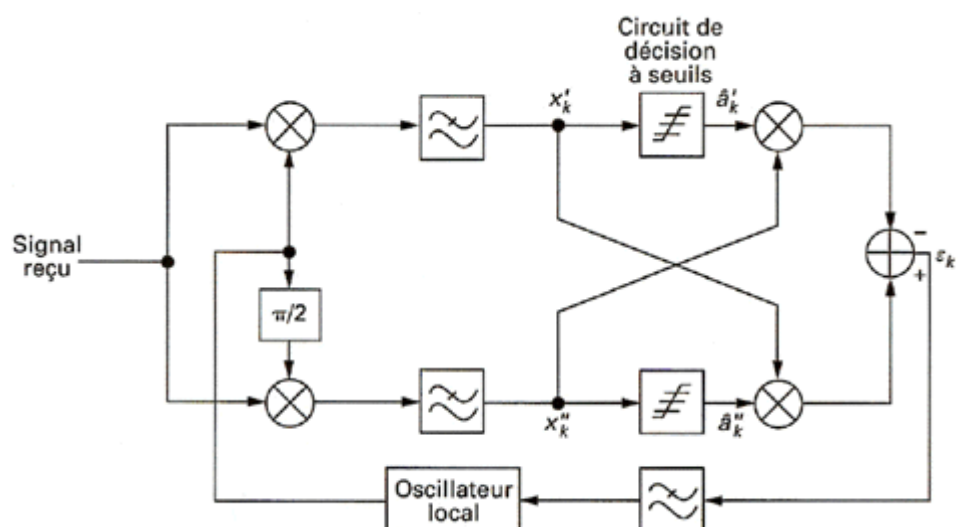 Circuit de
décision
à seuils
x'ₖ
â'ₖ
Signal
reçu
π/2
−
+
εₖ
x''ₖ
â''ₖ
Oscillateur
local